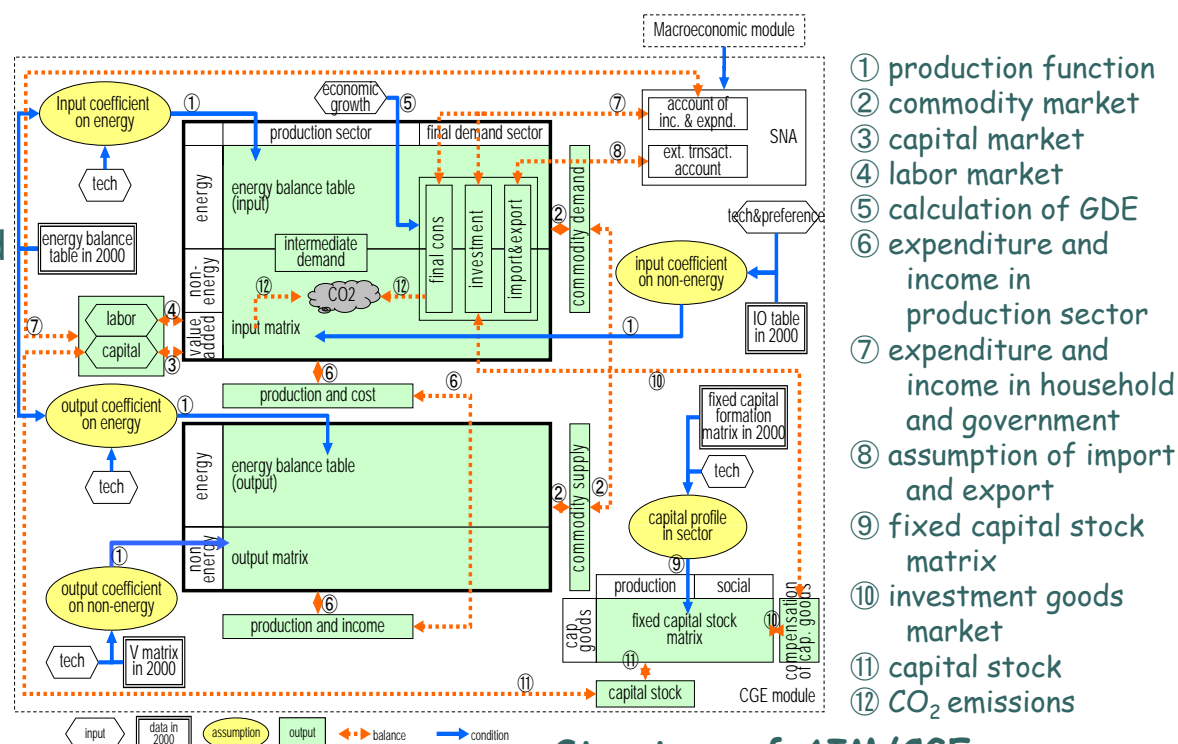 Macroeconomic module
Input coefficient
on energy
①
tech
energy balance
table in 2000
economic
growth
⑤
production sector
final demand sector
energy
non-
energy
value
added
energy balance table
(input)
intermediate
demand
⑫
CO2
⑫
input matrix
final cons
investment
import&export
②
commodity demand
⑦
account of
inc. & expnd.
SNA
⑧
ext. trnsact.
account
tech&preference
input coefficient
on non-energy
①
IO table
in 2000
⑦
labor
④
capital
③
⑥
production and cost
⑥
⑩
output coefficient
on energy
①
tech
energy
non
energy
energy balance table
(output)
output matrix
②
commodity supply
②
①
output coefficient
on non-energy
tech
V matrix
in 2000
⑥
production and income
fixed capital
formation
matrix in 2000
tech
capital profile
in sector
⑨
production
social
cap.
goods
fixed capital stock
matrix
⑩
compensation
of cap. goods
⑪
⑪
capital stock
CGE module
input
data in
2000
assumption
output
balance
condition
① production function
② commodity market
③ capital market
④ labor market
⑤ calculation of GDE
⑥ expenditure and
income in
production sector
⑦ expenditure and
income in household
and government
⑧ assumption of import
and export
⑨ fixed capital stock
matrix
⑩ investment goods
market
⑪ capital stock
⑫ CO₂ emissions